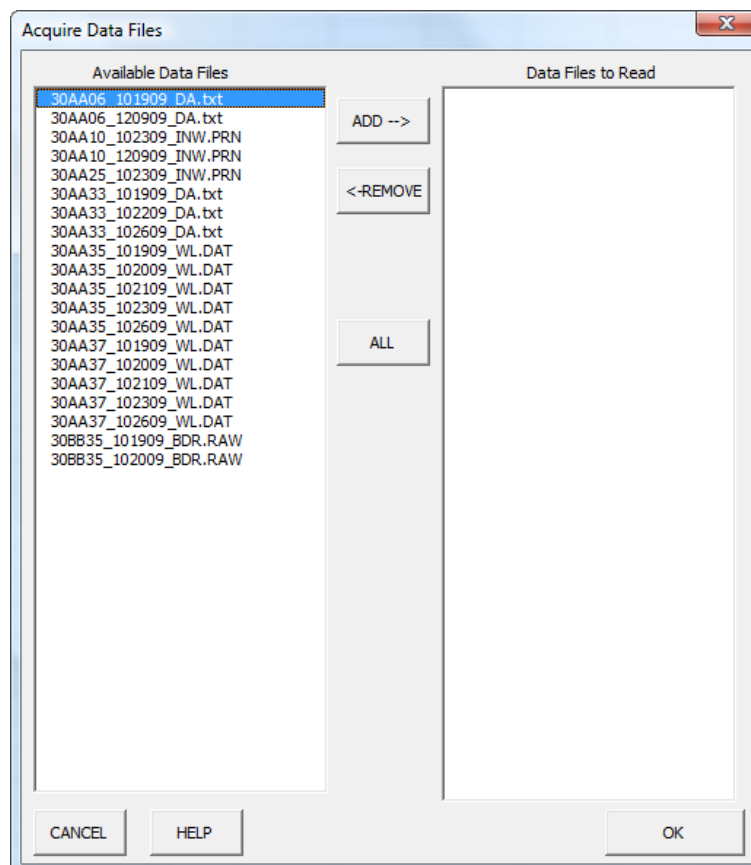 Acquire Data Files
Available Data Files
Data Files to Read
30AA06_101909_DA.txt
30AA06_120909_DA.txt
30AA10_102309_INW.PRN
30AA10_120909_INW.PRN
30AA25_102309_INW.PRN
30AA33_101909_DA.txt
30AA33_102209_DA.txt
30AA33_102609_DA.txt
30AA35_101909_WL.DAT
30AA35_102009_WL.DAT
30AA35_102109_WL.DAT
30AA35_102309_WL.DAT
30AA35_102609_WL.DAT
30AA37_101909_WL.DAT
30AA37_102009_WL.DAT
30AA37_102109_WL.DAT
30AA37_102309_WL.DAT
30AA37_102609_WL.DAT
30BB35_101909_BDR.RAW
30BB35_102009_BDR.RAW
ADD -->
<-REMOVE
ALL
CANCEL
HELP
OK